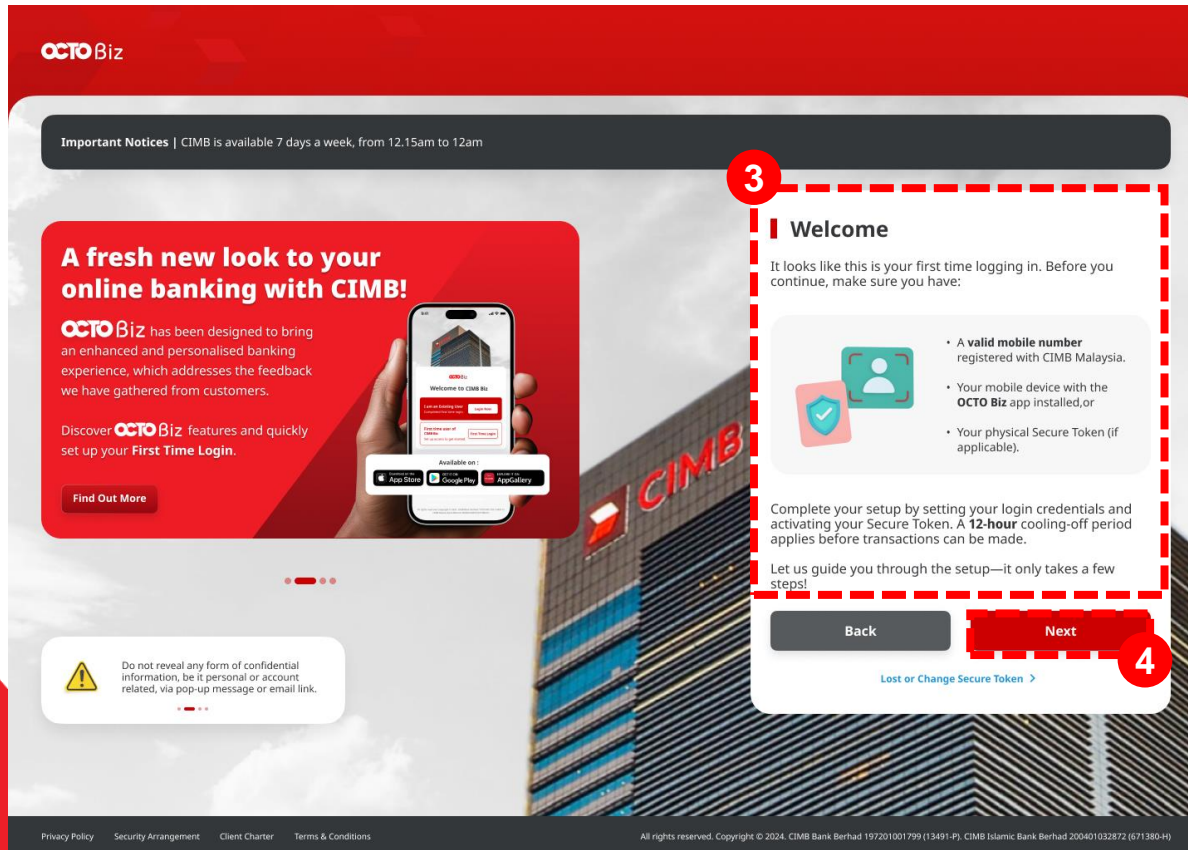 OCTO Biz
Important Notices | CIMB is available 7 days a week, from 12.15am to 12am
A fresh new look to your
online banking with CIMB!
OCTO Biz has been designed to bring
an enhanced and personalised banking
experience, which addresses the feedback
we have gathered from customers.
Discover OCTO Biz features and quickly
set up your First Time Login.
Find Out More
Welcome to CIMB Biz
Login Now
First Time Login
Available on :
App Store
Google Play
AppGallery
CIMB
3
Welcome
It looks like this is your first time logging in. Before you
continue, make sure you have:
• A valid mobile number
registered with CIMB Malaysia.
• Your mobile device with the
OCTO Biz app installed,or
• Your physical Secure Token (if
applicable).
Complete your setup by setting your login credentials and
activating your Secure Token. A 12-hour cooling-off period
applies before transactions can be made.
Let us guide you through the setup—it only takes a few
steps!
Back
Next
4
Lost or Change Secure Token >
Do not reveal any form of confidential
information, be it personal or account
related, via pop-up message or email link.
Privacy Policy Security Arrangement Client Charter Terms & Conditions
All rights reserved. Copyright © 2024. CIMB Bank Berhad 197201001799 (13491-P). CIMB Islamic Bank Berhad 200401032872 (671380-H)